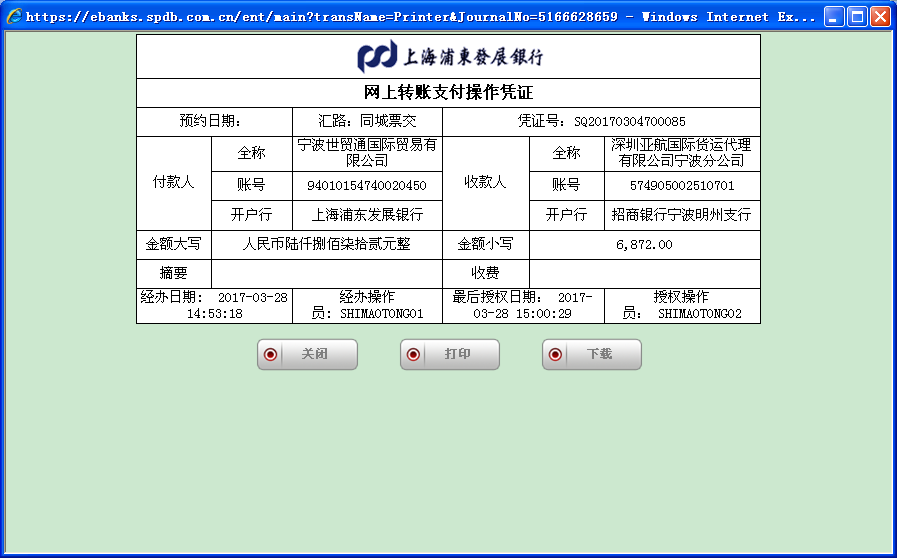 https://ebanks.spdb.com.cn/ent/main?transName=Printer&JournalNo=5166628659 - Windows Internet Ex...
上海浦東發展銀行
网上转账支付操作凭证
预约日期： 汇路：同城票交 凭证号：SQ20170304700085
付款人 全称 宁波世贸通国际贸易有
限公司 收款人 全称 深圳亚航国际货运代理
有限公司宁波分公司
账号 94010154740020450 账号 574905002510701
开户行 上海浦东发展银行 开户行 招商银行宁波明州支行
金额大写 人民币陆仟捌佰柒拾贰元整 金额小写 6,872.00
摘要 收费
经办日期： 2017-03-28
14:53:18 经办操作
员：SHIMAOTONG01 最后授权日期： 2017-
03-28 15:00:29 授权操作
员： SHIMAOTONG02
关闭 打印 下载